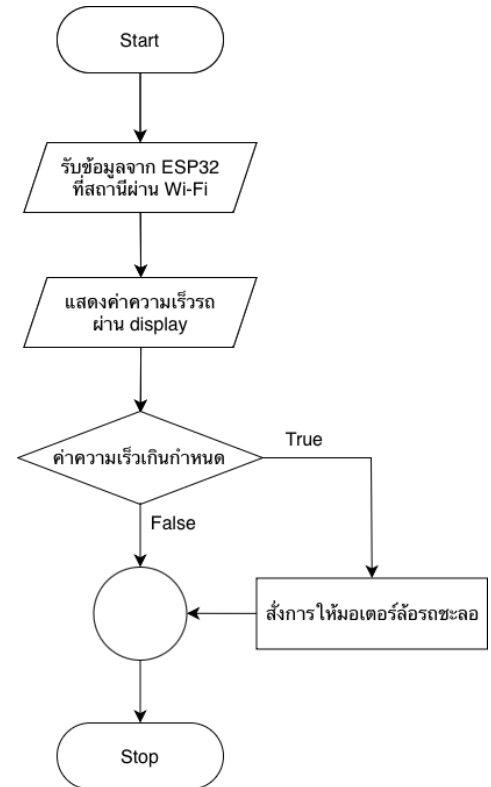 Start
รับข้อมูลจาก ESP32
ที่สถานีผ่าน Wi-Fi
แสดงค่าความเร็วรถ
ผ่าน display
ค่าความเร็วเกินกำหนด
True
False
สั่งการให้มอเตอร์ล้อรถชะลอ
Stop